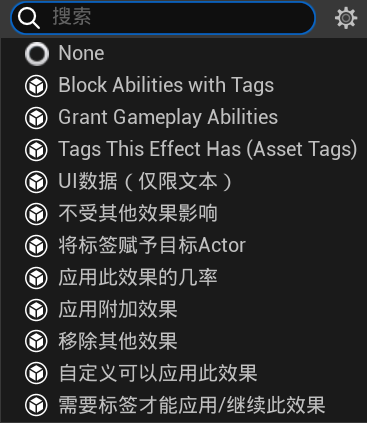 搜索
None
Block Abilities with Tags
Grant Gameplay Abilities
Tags This Effect Has (Asset Tags)
UI数据（仅限文本）
不受其他效果影响
将标签赋予目标Actor
应用此效果的几率
应用附加效果
移除其他效果
自定义可以应用此效果
需要标签才能应用/继续此效果